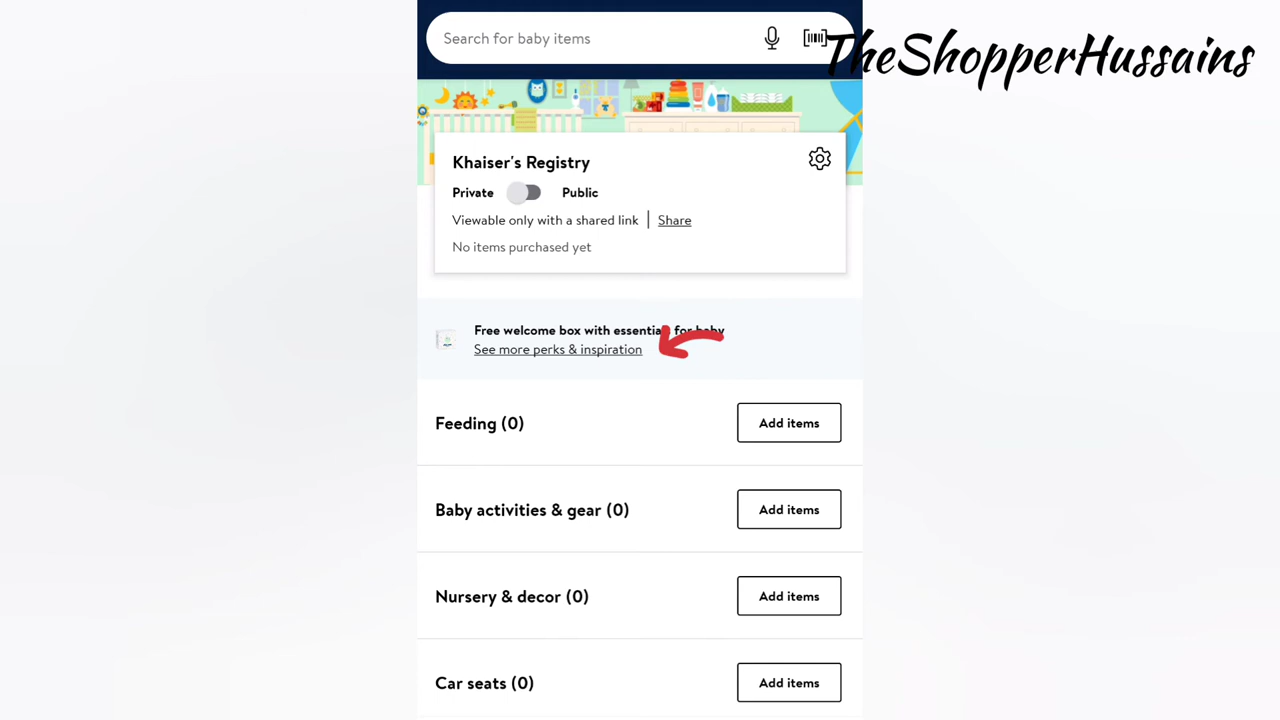 Search for baby items
TheShopperHussains
Khaiser's Registry
Private Public
Viewable only with a shared link | Share
No items purchased yet
Free welcome box with essentials for baby
See more perks & inspiration
Feeding (0)
Add items
Baby activities & gear (0)
Add items
Nursery & decor (0)
Add items
Car seats (0)
Add items